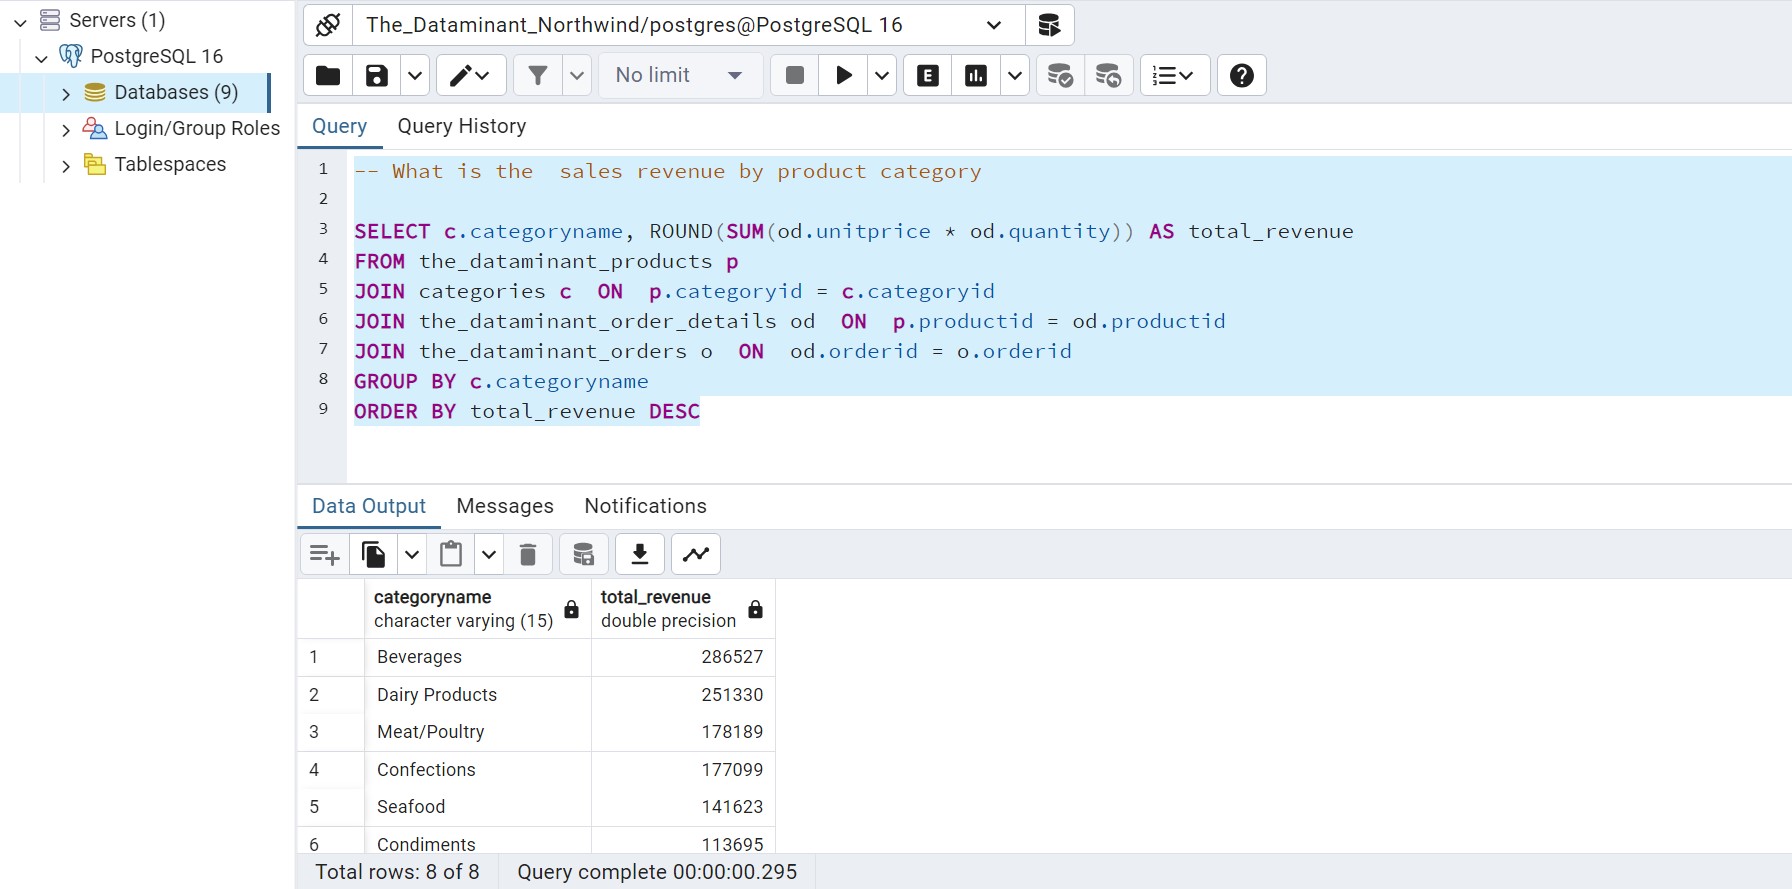 Servers (1)
PostgreSQL 16
Databases (9)
Login/Group Roles
Tablespaces
The_Dataminant_Northwind/postgres@PostgreSQL 16
No limit
E
Query
Query History
1 -- What is the  sales revenue by product category
2
3 SELECT c.categoryname, ROUND(SUM(od.unitprice * od.quantity)) AS total_revenue
4 FROM the_dataminant_products p
5 JOIN categories c  ON  p.categoryid = c.categoryid
6 JOIN the_dataminant_order_details od  ON  p.productid = od.productid
7 JOIN the_dataminant_orders o  ON  od.orderid = o.orderid
8 GROUP BY c.categoryname
9 ORDER BY total_revenue DESC
Data Output
Messages
Notifications
categoryname total_revenue
character varying (15) double precision
1 Beverages 286527
2 Dairy Products 251330
3 Meat/Poultry 178189
4 Confections 177099
5 Seafood 141623
6 Condiments 113695
Total rows: 8 of 8
Query complete 00:00:00.295